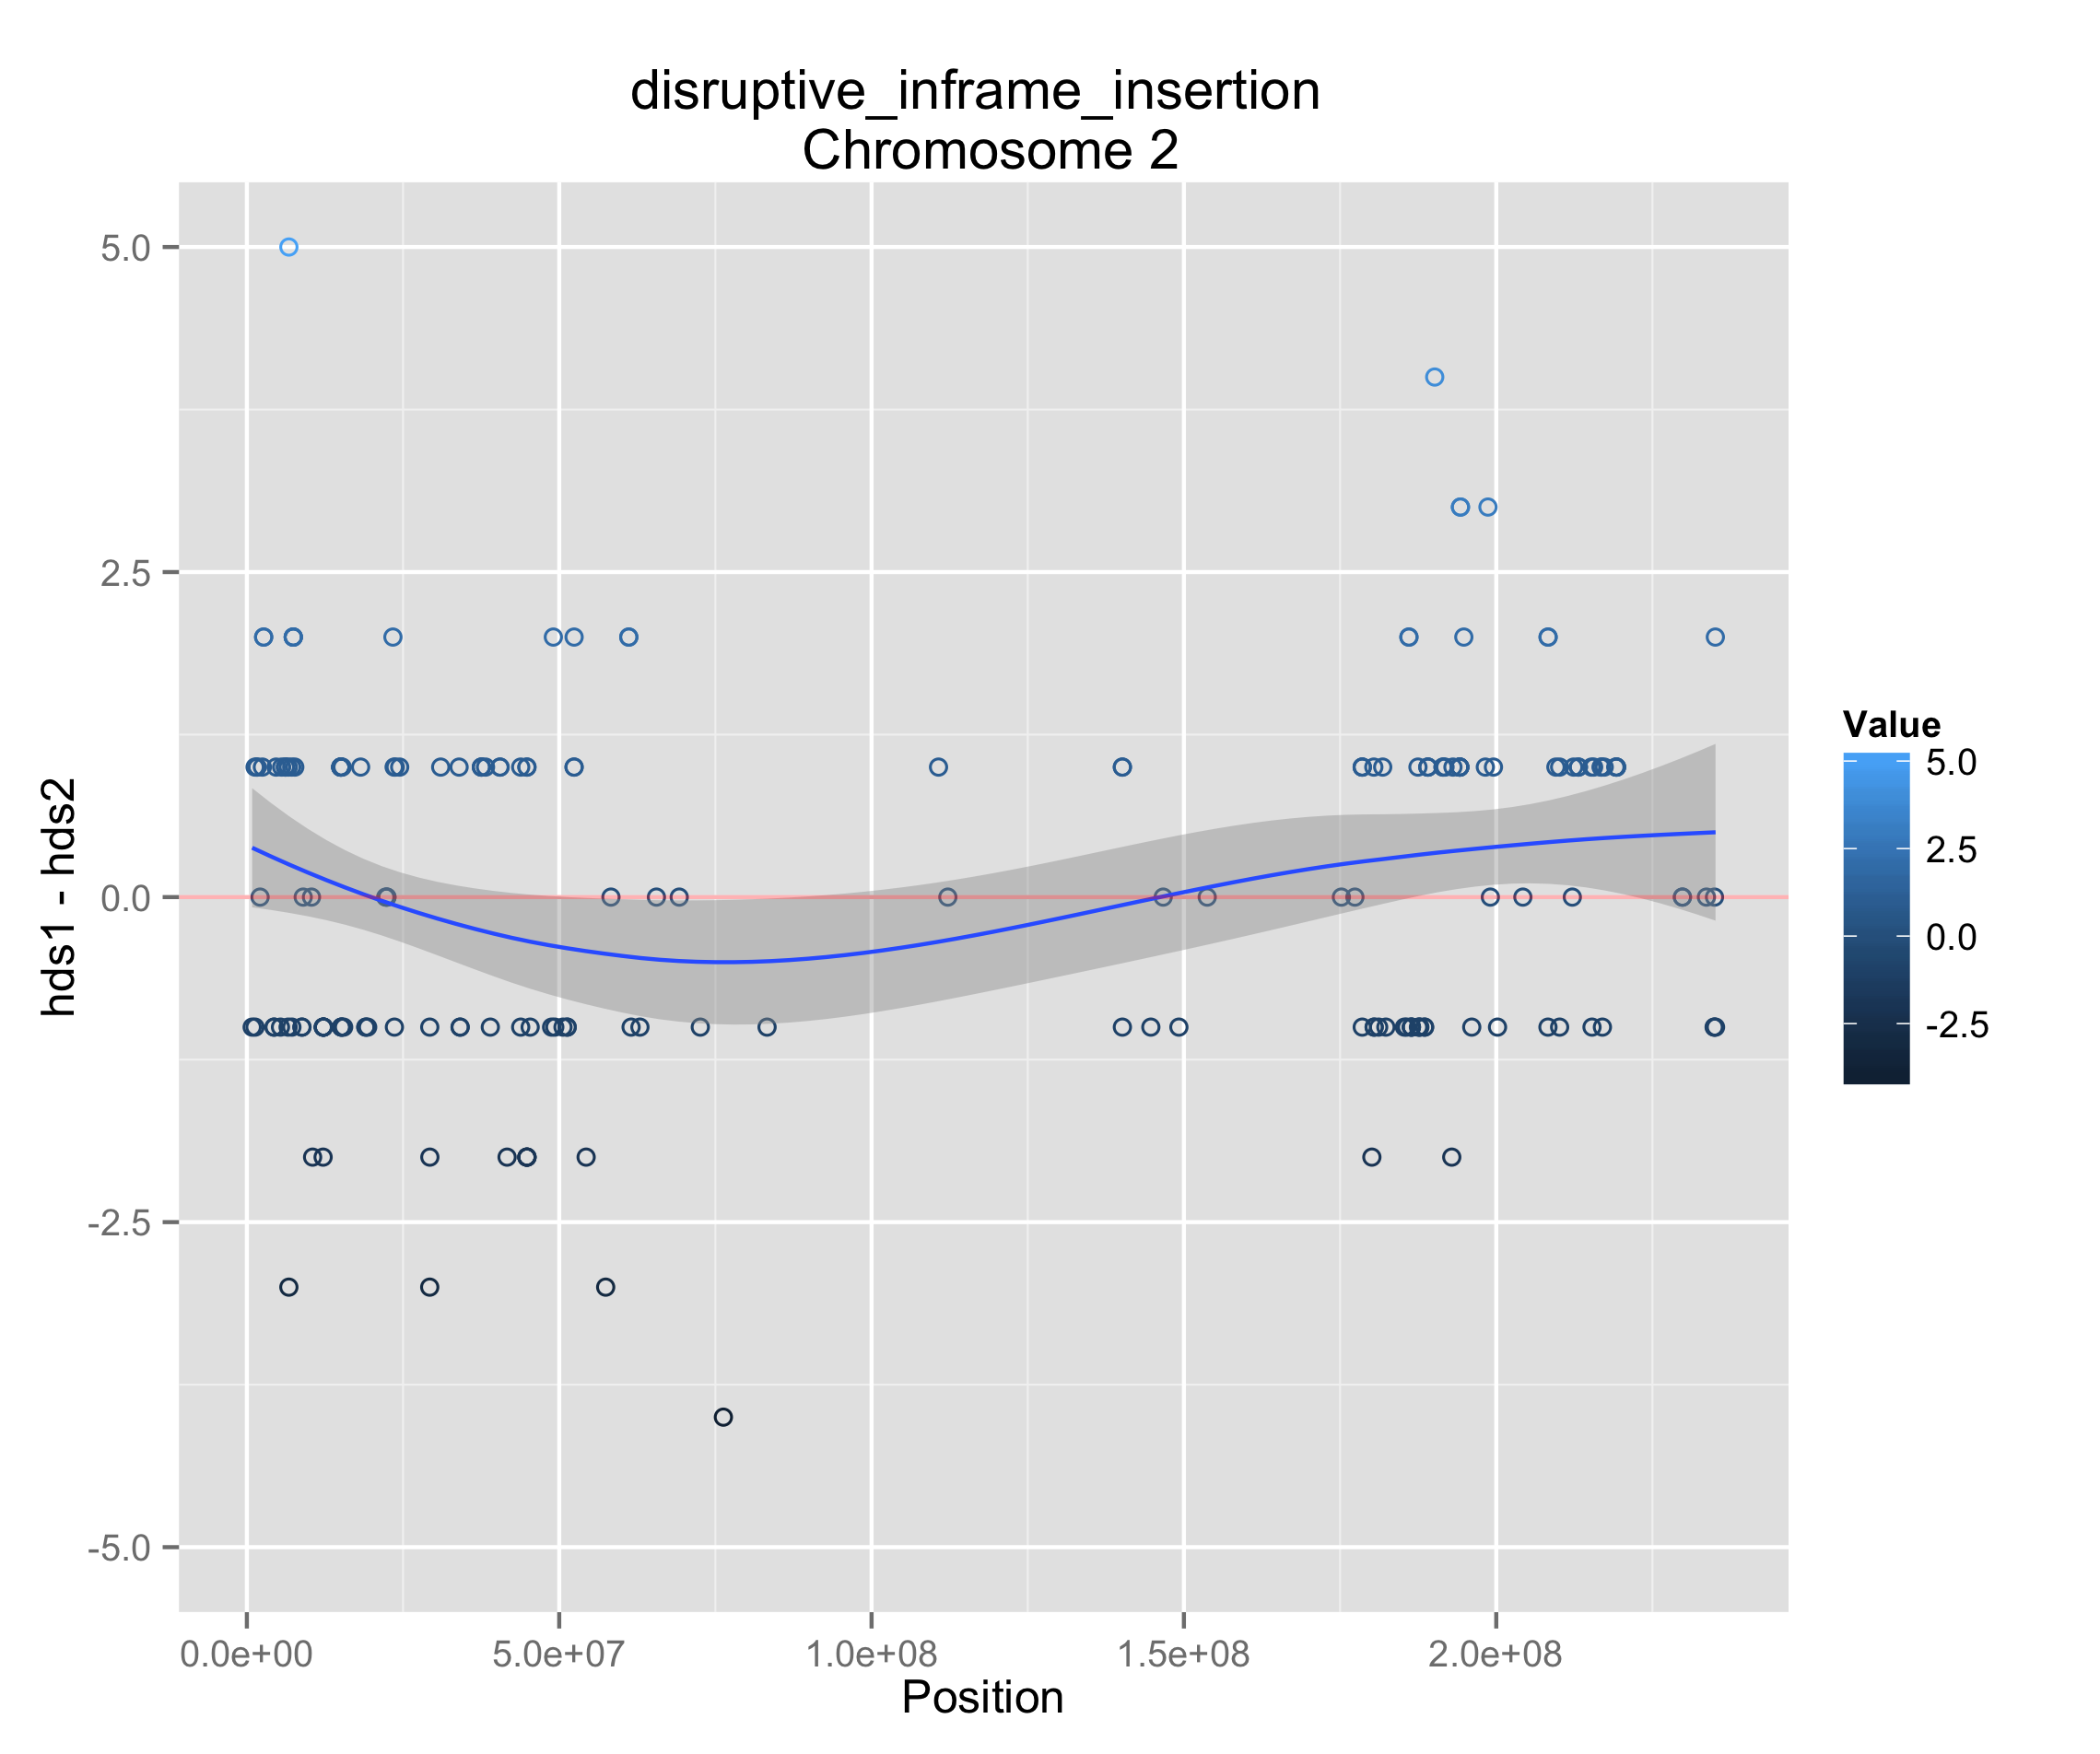 disruptive_inframe_insertion
Chromosome 2
5.0
2.5
0.0
-2.5
-5.0
hds1 - hds2
0.0e+00
5.0e+07
1.0e+08
1.5e+08
2.0e+08
Position
Value
5.0
2.5
0.0
-2.5